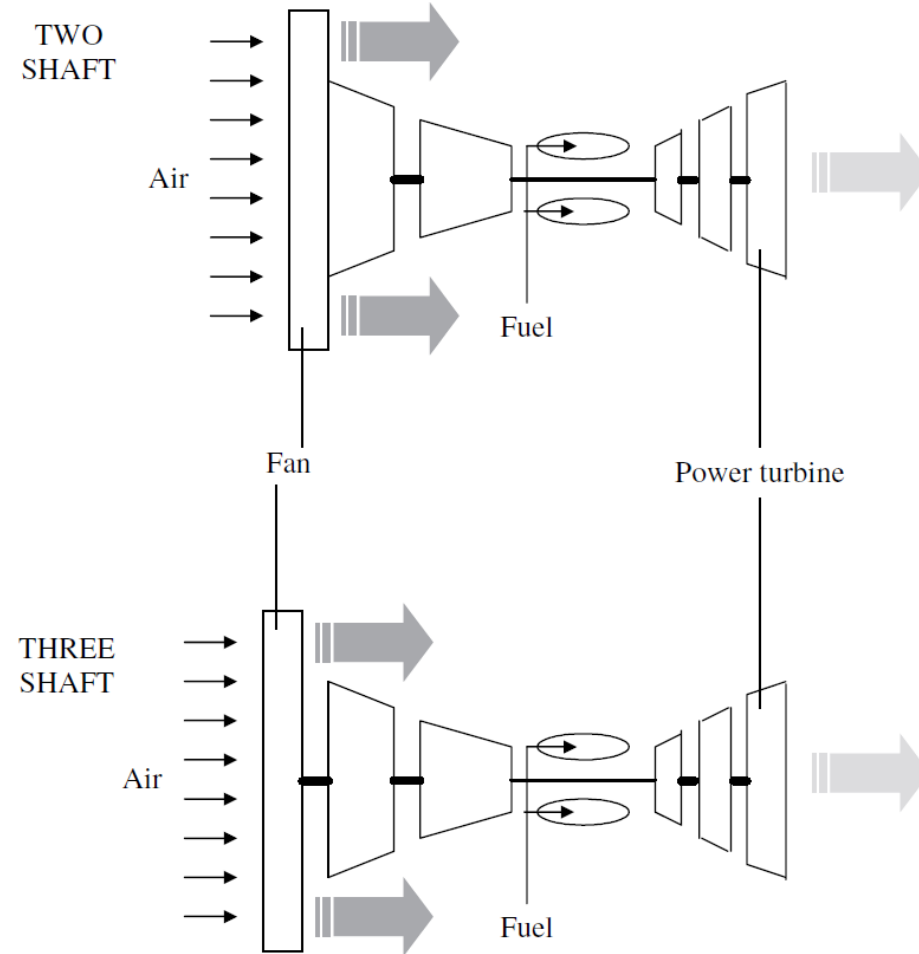 TWO
SHAFT
Air
Fuel
Fan
Power turbine
THREE
SHAFT
Air
Fuel